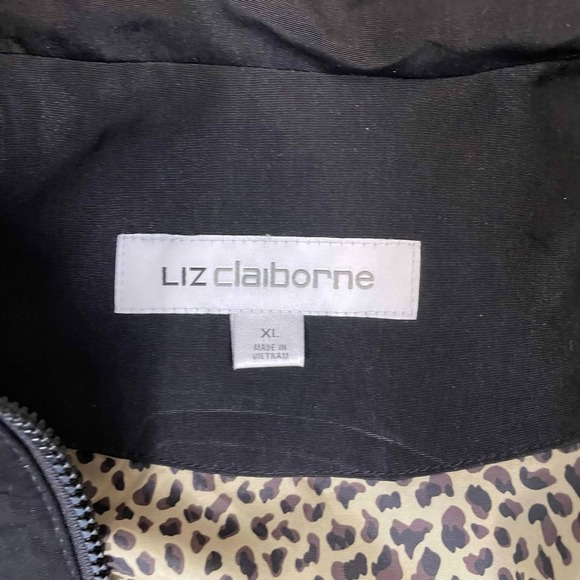 LIZ claiborne
XL
MADE IN
VIETNAM